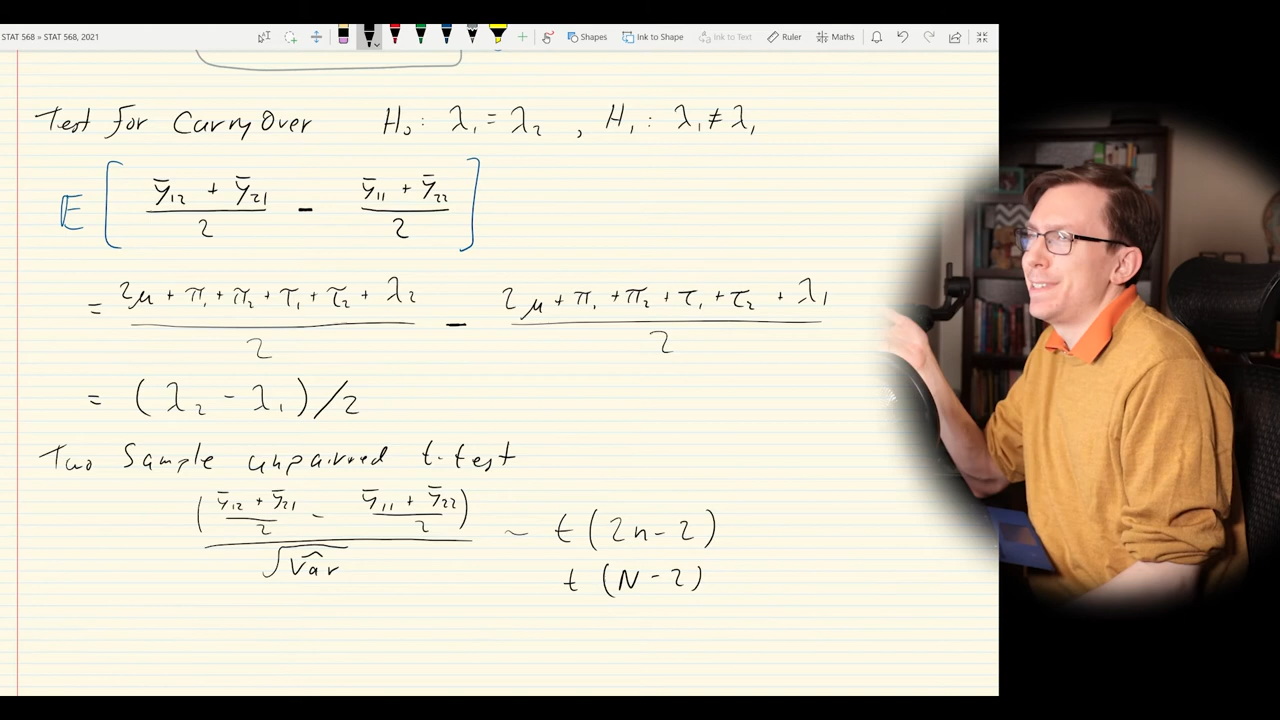 STAT 568 » STAT 568, 2021
Shapes Ink to Shape Ink to Text Ruler Maths
Test For CarryOver H₀: λ₁ = λ₂ , H₁: λ₁ ≠ λ₁
𝔼 [ (ȳ₁₂ + ȳ₂₁)/2 - (ȳ₁₁ + ȳ₂₂)/2 ]
= (2μ + π₁ + π₂ + τ₁ + τ₂ + λ₂)/2 - (2μ + π₁ + π₂ + τ₁ + τ₂ + λ₁)/2
= (λ₂ - λ₁)/2
Two Sample unpaired t-test
((ȳ₁₂ + ȳ₂₁)/2 - (ȳ₁₁ + ȳ₂₂)/2) / √V̂ar ~ t(2n-2)
t(N-2)